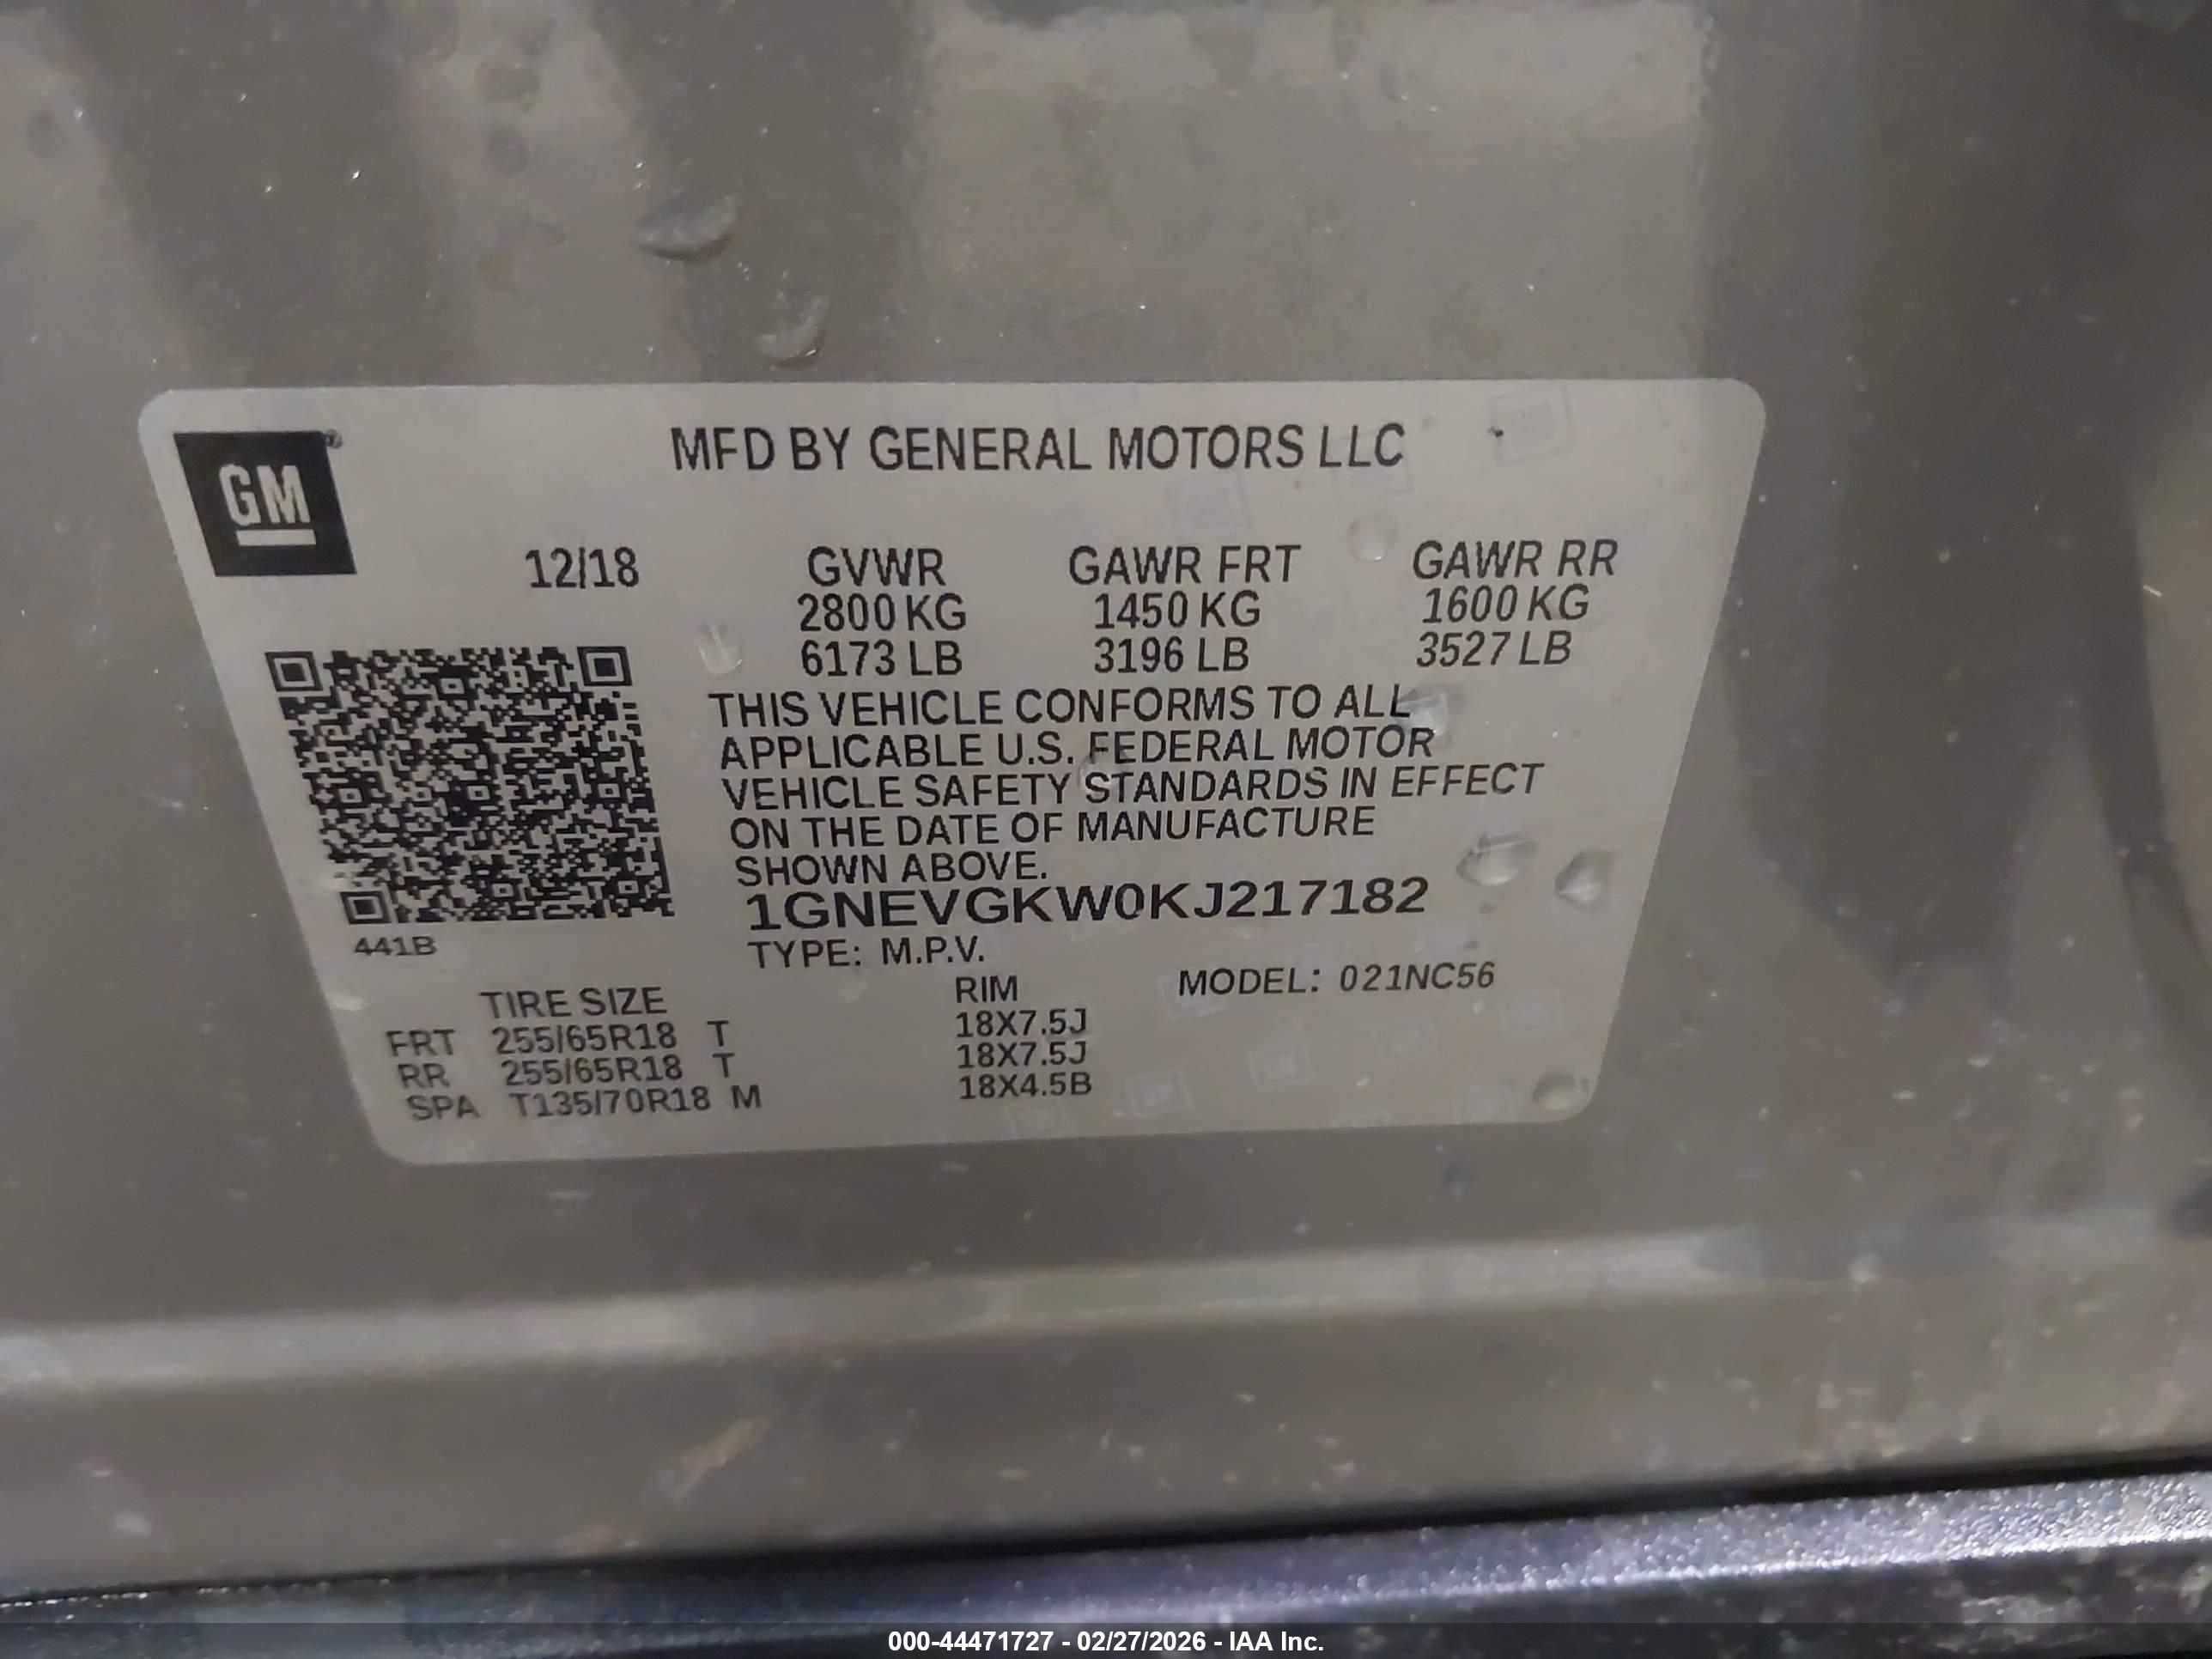 MFD BY GENERAL MOTORS LLC
GM
12/18 GVWR GAWR FRT GAWR RR
2800 KG 1450 KG 1600 KG
6173 LB 3196 LB 3527 LB
THIS VEHICLE CONFORMS TO ALL
APPLICABLE U.S. FEDERAL MOTOR
VEHICLE SAFETY STANDARDS IN EFFECT
ON THE DATE OF MANUFACTURE
SHOWN ABOVE.
1GNEVGKW0KJ217182
441B
TYPE: M.P.V.
TIRE SIZE RIM MODEL: 021NC56
FRT 255/65R18 T 18X7.5J
RR 255/65R18 T 18X7.5J
SPA T135/70R18 M 18X4.5B
000-44471727 - 02/27/2026 - IAA Inc.